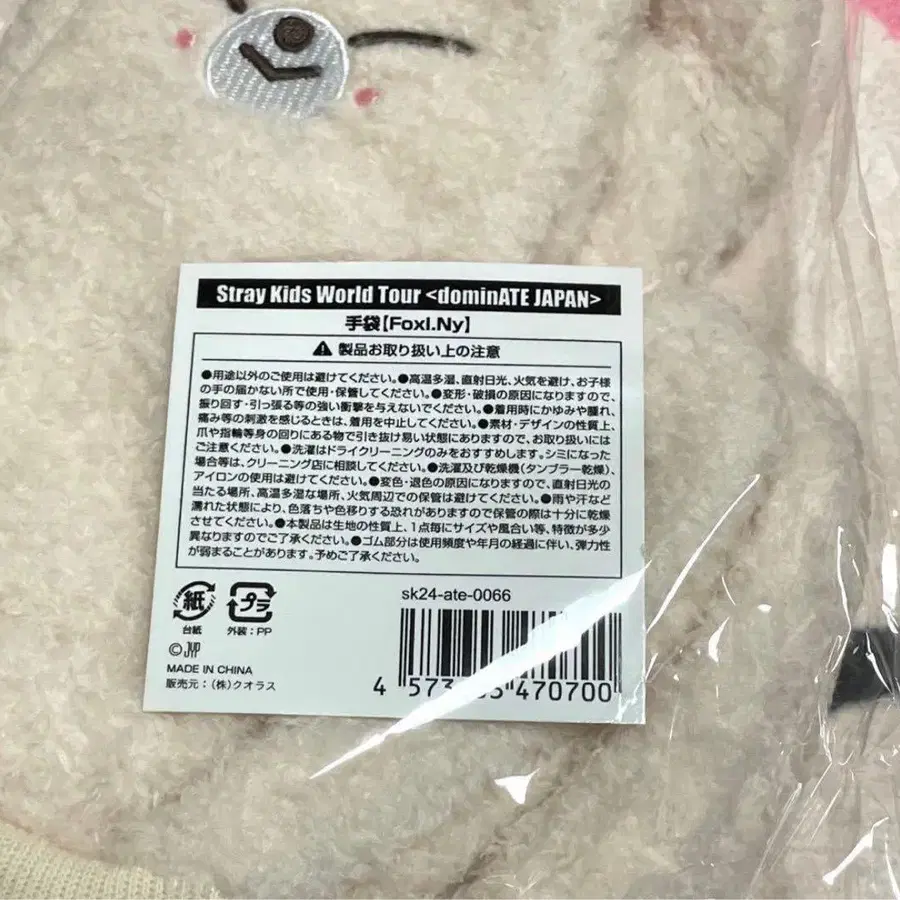 Stray Kids World Tour <dominATE JAPAN>
手袋【FoxI.Ny】
製品お取り扱い上の注意
●用途以外のご使用は避けてください。●高温多湿、直射日光、火気を避け、お子様
の手の届かない所で使用・保管してください。●変形・破損の原因になりますので、
振り回す・引っ張る等の強い衝撃を与えないでください。●着用時にかゆみや腫れ、
痛み等の刺激を感じるときは、着用を中止してください。●素材・デザインの性質上、
爪や指輪等身の回りにある物で引き抜け易い状態にありますので、お取り扱いには
ご注意ください。●洗濯はドライクリーニングのみをおすすめします。シミになった
場合等は、クリーニング店に相談してください。●洗濯及び乾燥機(タンブラー乾燥)、
アイロンの使用は避けてください。●変色・退色の原因になりますので、直射日光の
当たる場所、高温多湿な場所、火気周辺での保管は避けてください。●雨や汗など
濡れた状態により、色落ちや色移りする恐れがありますので保管の際は十分に乾燥
させてください。●本製品は生地の性質上、1点毎にサイズや風合い等、特徴が多少
異なりますのでご了承ください。●ゴム部分は使用頻度や年月の経過に伴い、弾力性
が弱まることがあります。予めご了承ください。
紙
台紙
プラ
外装:PP
sk24-ate-0066
©JYP
MADE IN CHINA
販売元:(株)クオラス
4 573 470700